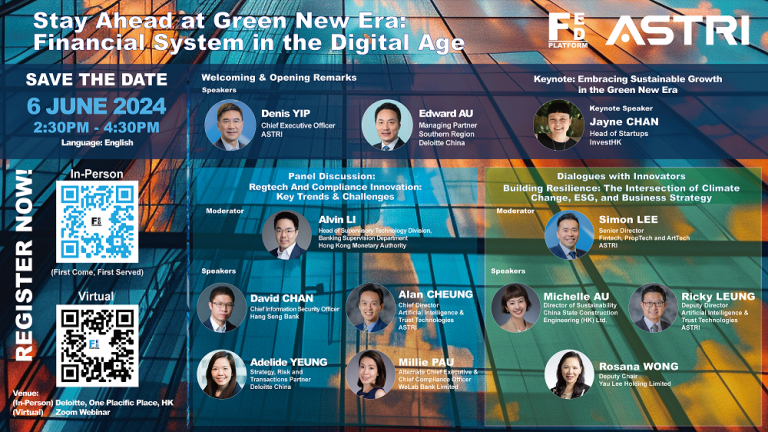 Stay Ahead at Green New Era:
Financial System in the Digital Age
FED
PLATFORM
ASTRI
SAVE THE DATE
6 JUNE 2024
2:30PM - 4:30PM
Language: English
Welcoming & Opening Remarks
Speakers
Denis YIP
Chief Executive Officer
ASTRI
Edward AU
Managing Partner
Southern Region
Deloitte China
Keynote: Embracing Sustainable Growth
in the Green New Era
Keynote Speaker
Jayne CHAN
Head of Startups
InvestHK
REGISTER NOW!
In-Person
(First Come, First Served)
Virtual
Venue:
(In-Person) Deloitte, One Placific Place, HK
(Virtual) Zoom Webinar
Panel Discussion:
Regtech And Compliance Innovation:
Key Trends & Challenges
Moderator
Alvin LI
Head of Supervisory Technology Division,
Banking Supervision Department
Hong Kong Monetary Authority
Speakers
David CHAN
Chief Information Security Officer
Hang Seng Bank
Alan CHEUNG
Chief Director
Artificial Intelligence &
Trust Technologies
ASTRI
Adelide YEUNG
Strategy, Risk and
Transactions Partner
Deloitte China
Millie PAU
Alternate Chief Executive &
Chief Compliance Officer
WeLab Bank Limited
Dialogues with Innovators
Building Resilience: The Intersection of Climate
Change, ESG, and Business Strategy
Moderator
Simon LEE
Senior Director
Fintech, PropTech and ArtTech
ASTRI
Speakers
Michelle AU
Director of Sustainability
China State Construction
Engineering (HK) Ltd.
Ricky LEUNG
Deputy Director
Artificial Intelligence &
Trust Technologies
ASTRI
Rosana WONG
Deputy Chair
Yau Lee Holding Limited